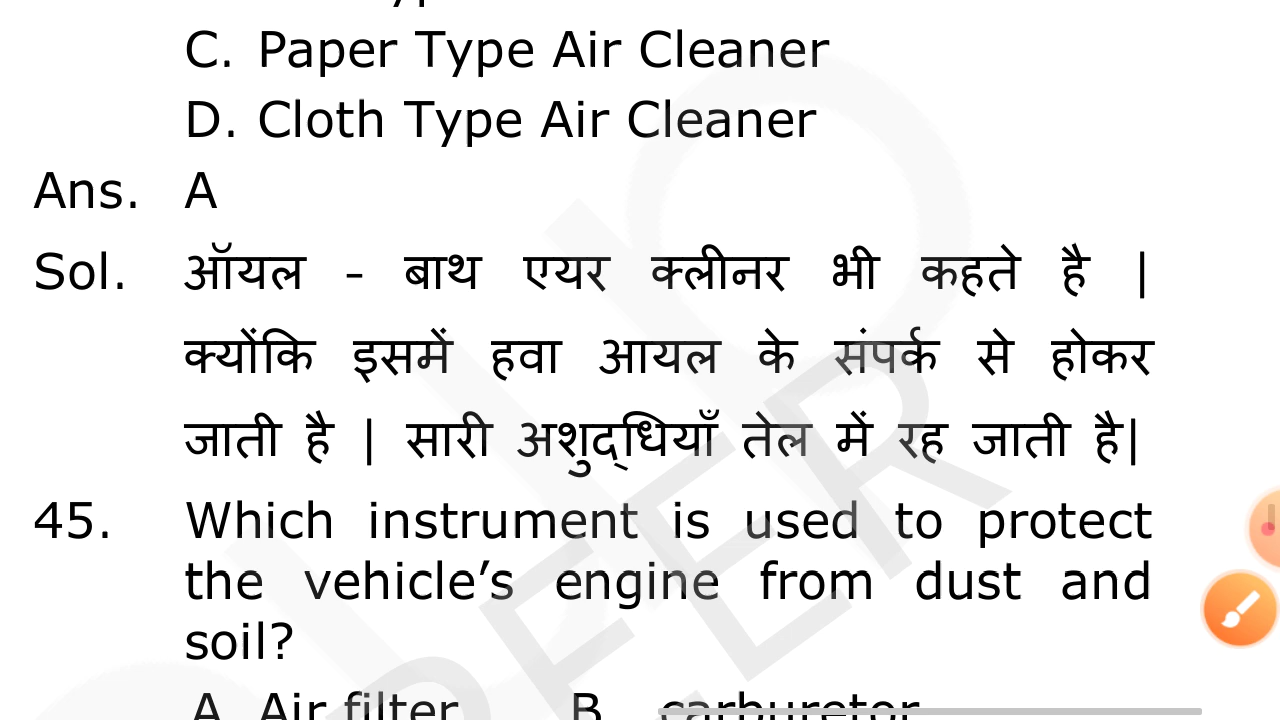 C. Paper Type Air Cleaner
D. Cloth Type Air Cleaner
Ans. A
Sol. ऑयल – बाथ एयर क्लीनर भी कहते है |
क्योंकि इसमें हवा आयल के संपर्क से होकर
जाती है | सारी अशुद्धियाँ तेल में रह जाती है|
45. Which instrument is used to protect
the vehicle’s engine from dust and
soil?
A. Air filter B. carburetor